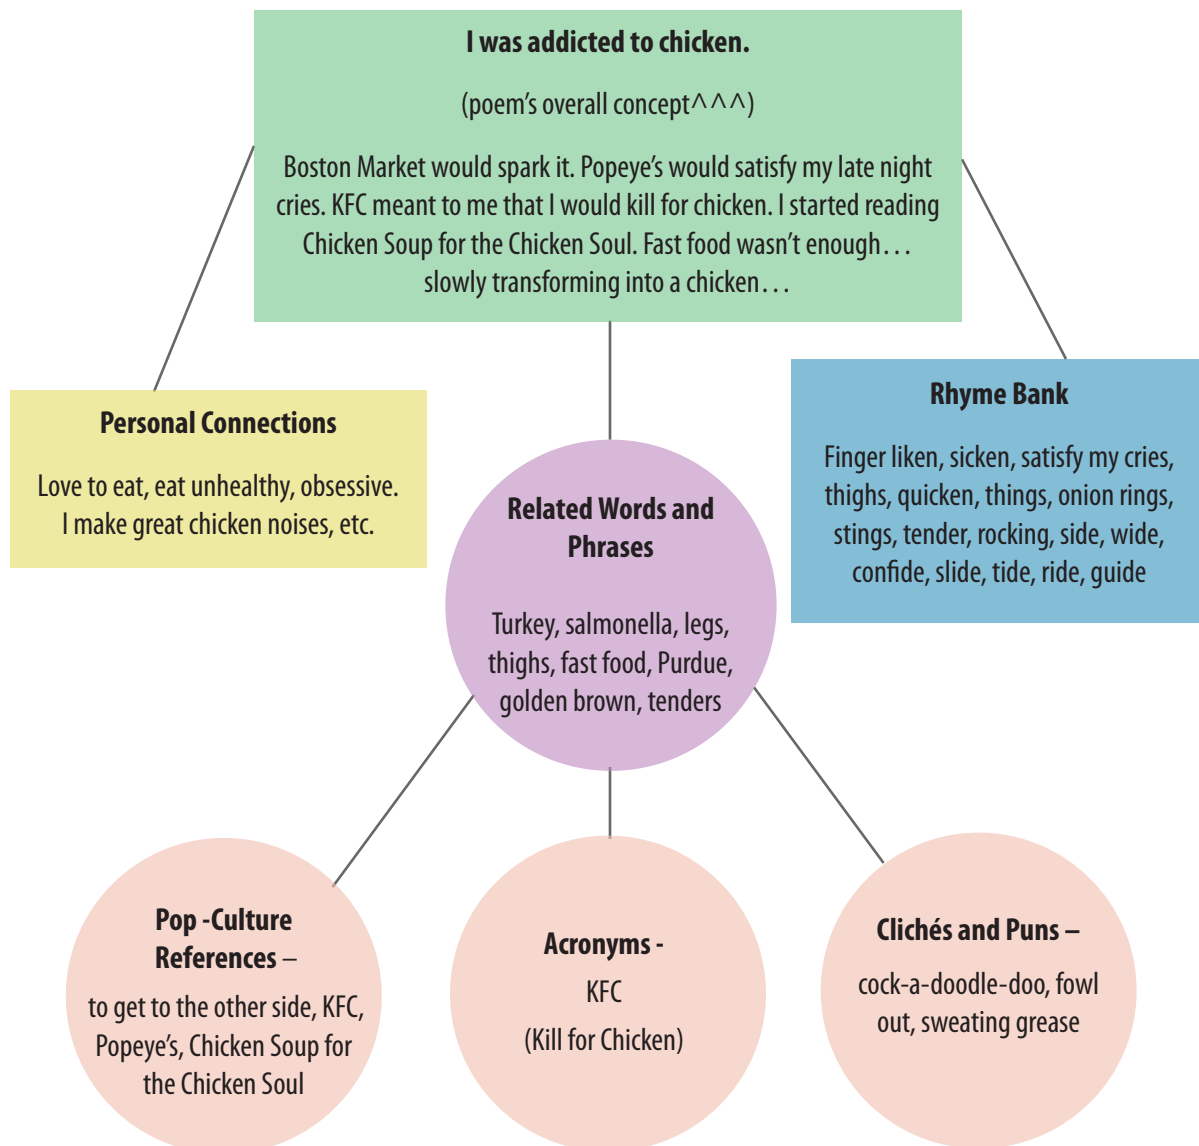 I was addicted to chicken.
(poem's overall concept^^^)
Boston Market would spark it. Popeye's would satisfy my late night
cries. KFC meant to me that I would kill for chicken. I started reading
Chicken Soup for the Chicken Soul. Fast food wasn't enough...
slowly transforming into a chicken...
Personal Connections
Love to eat, eat unhealthy, obsessive.
I make great chicken noises, etc.
Rhyme Bank
Finger liken, sicken, satisfy my cries,
thighs, quicken, things, onion rings,
stings, tender, rocking, side, wide,
confide, slide, tide, ride, guide
Related Words and
Phrases
Turkey, salmonella, legs,
thighs, fast food, Purdue,
golden brown, tenders
Pop -Culture
References –
to get to the other side, KFC,
Popeye's, Chicken Soup for
the Chicken Soul
Acronyms -
KFC
(Kill for Chicken)
Clichés and Puns –
cock-a-doodle-doo, fowl
out, sweating grease